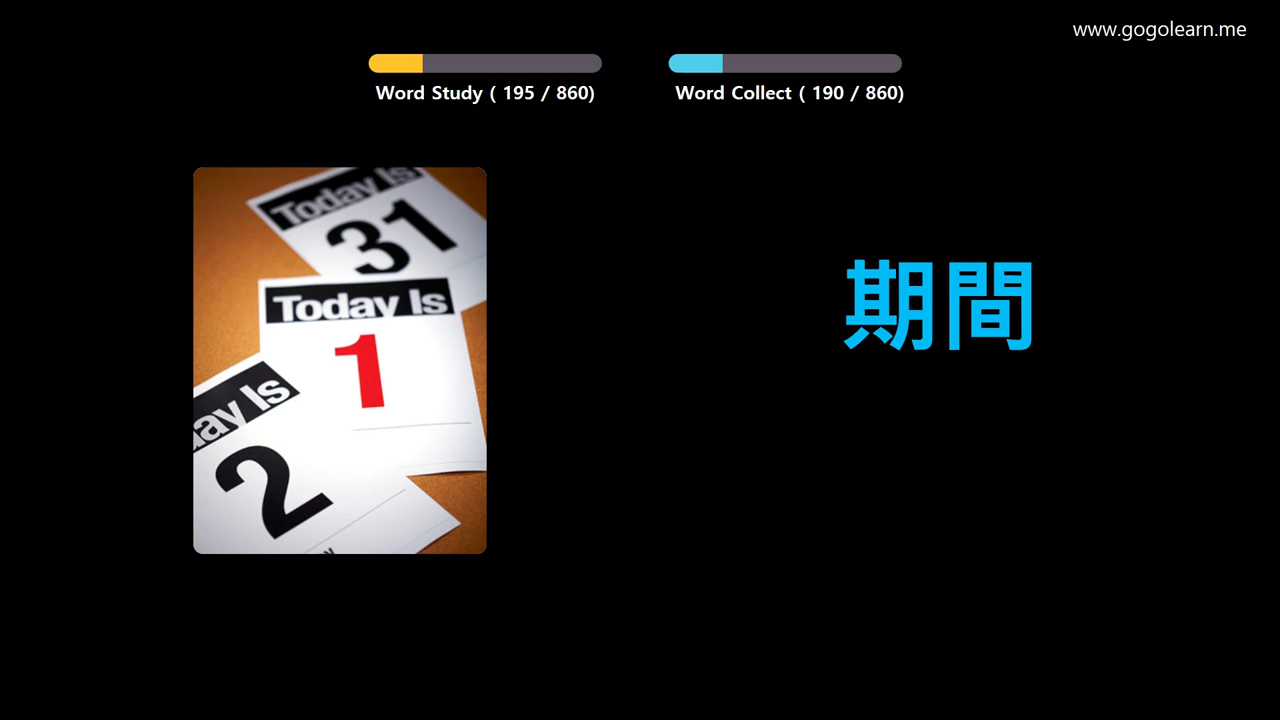 www.gogolearn.me
Word Study ( 195 / 860)
Word Collect ( 190 / 860)
Today Is
31
Today Is
1
day Is
2
期間